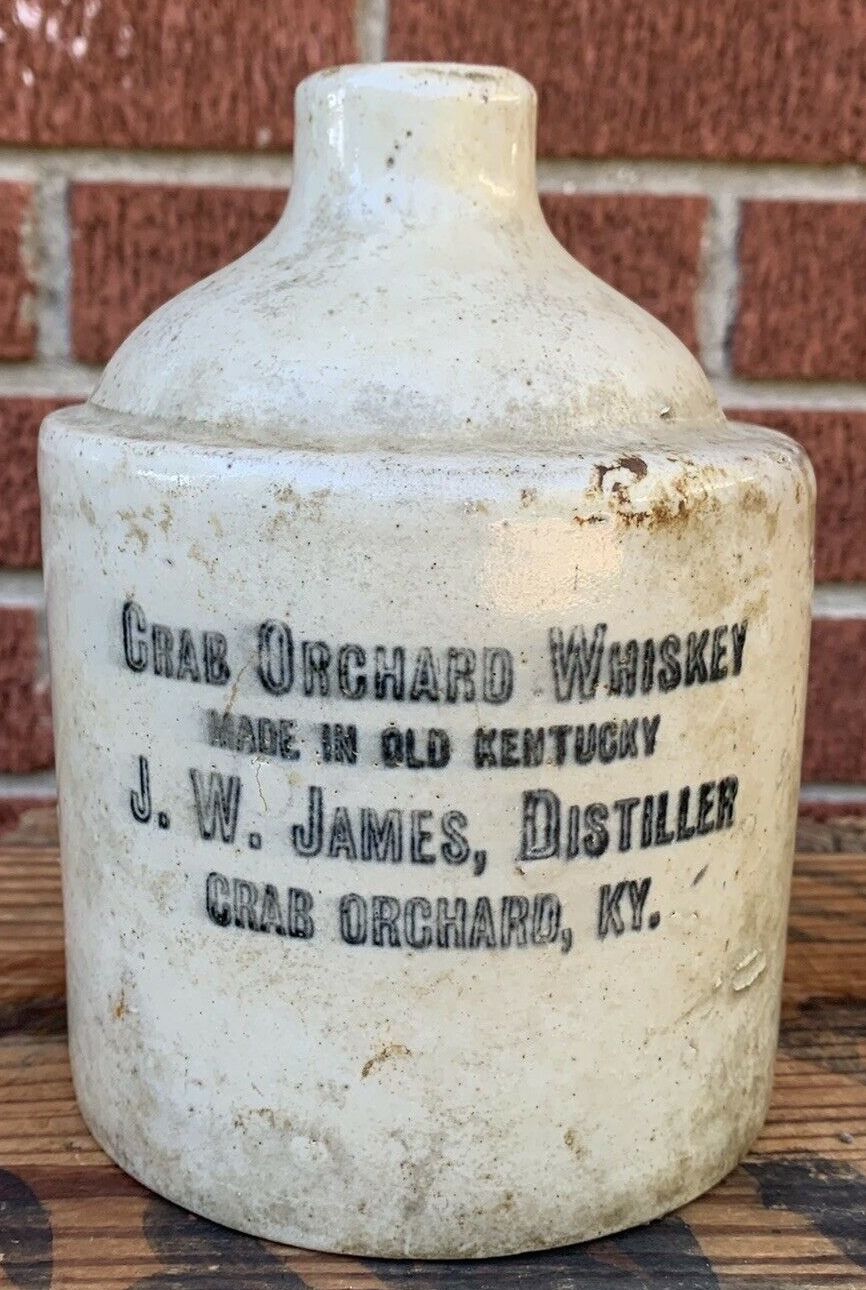 Crab Orchard Whiskey
MADE IN OLD KENTUCKY
J. W. James, Distiller
CRAB ORCHARD, KY.